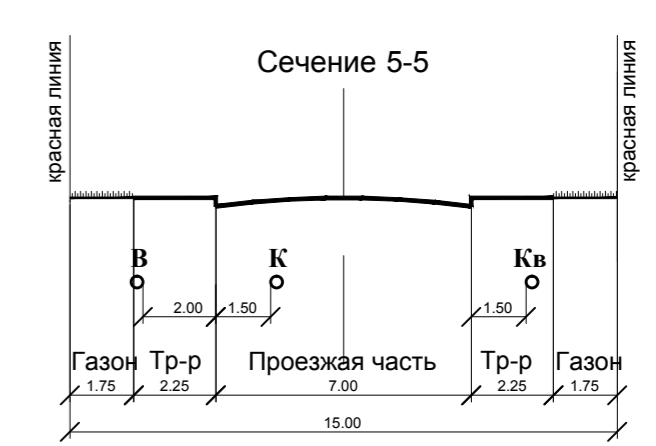 красная линия
Сечение 5-5
красная линия
В К Кв
2.00 1.50 1.50
Газон Тр-р Проезжая часть Тр-р Газон
1.75 2.25 7.00 2.25 1.75
15.00